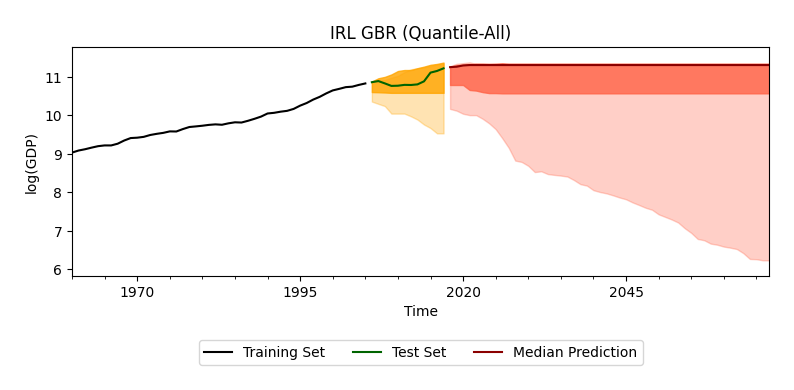 IRL GBR (Quantile-All)
log(GDP)
11
10
9
8
7
6
1970 1995 2020 2045
Time
Training Set Test Set Median Prediction